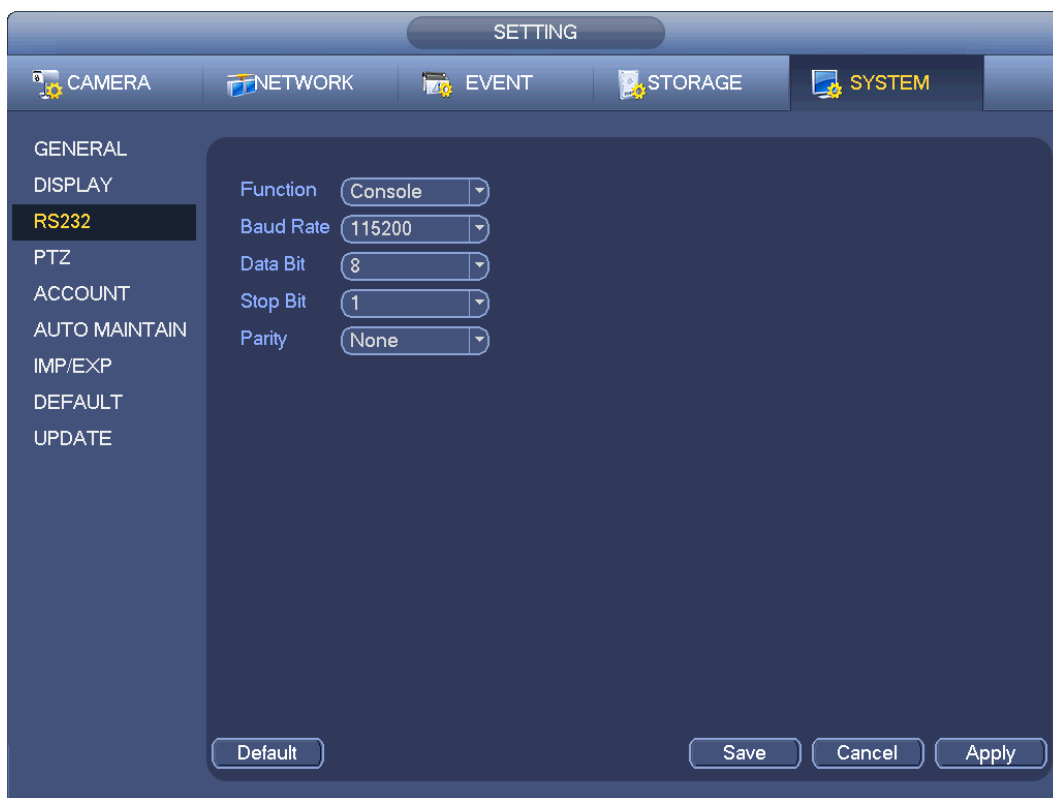 SETTING
CAMERA NETWORK EVENT STORAGE SYSTEM
GENERAL
DISPLAY
RS232
PTZ
ACCOUNT
AUTO MAINTAIN
IMP/EXP
DEFAULT
UPDATE
Function Console
Baud Rate 115200
Data Bit 8
Stop Bit 1
Parity None
Default Save Cancel Apply